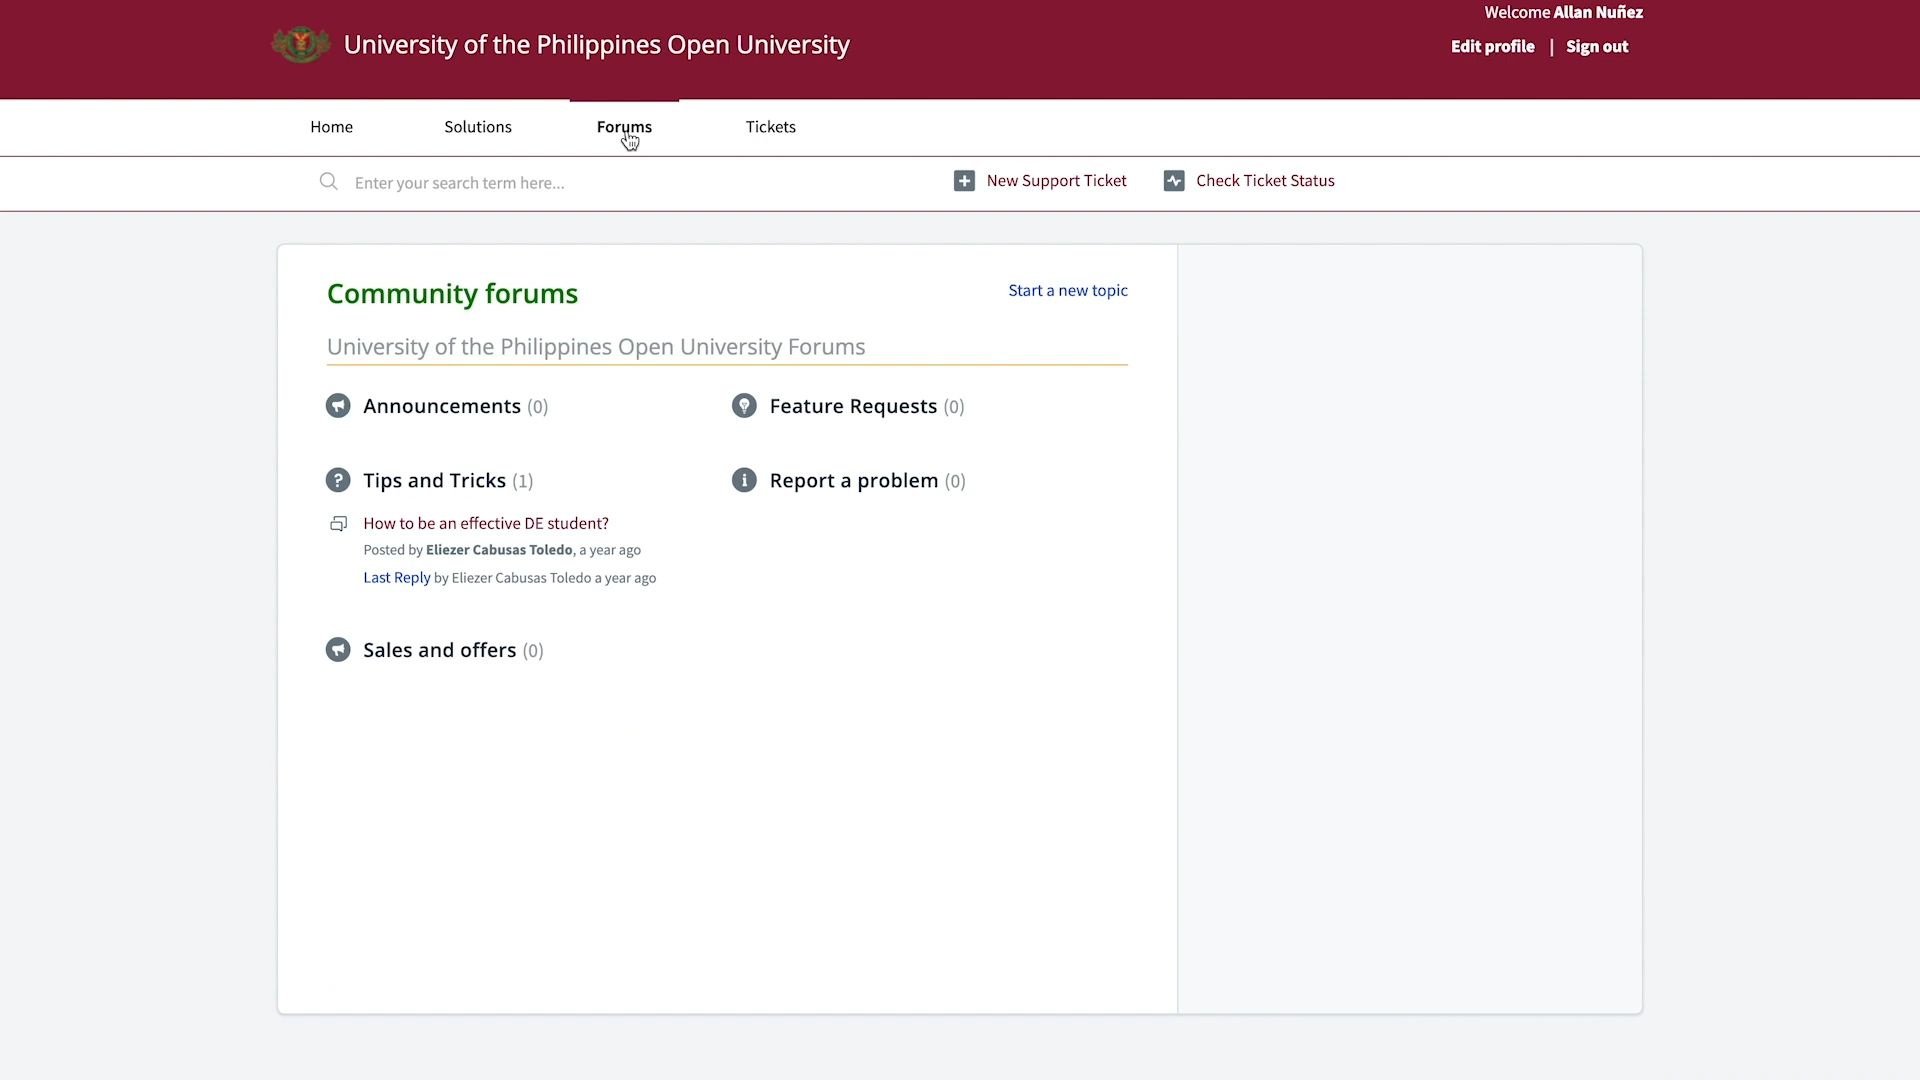 Welcome Allan Nuñez
University of the Philippines Open University
Edit profile | Sign out
Home Solutions Forums Tickets
Enter your search term here...
New Support Ticket Check Ticket Status
Community forums
Start a new topic
University of the Philippines Open University Forums
Announcements (0)
Feature Requests (0)
Tips and Tricks (1)
Report a problem (0)
How to be an effective DE student?
Posted by Eliezer Cabusas Toledo, a year ago
Last Reply by Eliezer Cabusas Toledo a year ago
Sales and offers (0)